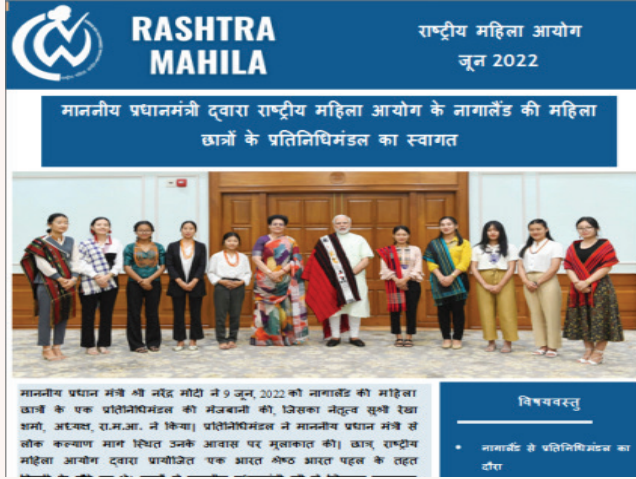 RASHTRA
MAHILA
राष्ट्रीय महिला आयोग
जून 2022
माननीय प्रधानमंत्री द्वारा राष्ट्रीय महिला आयोग के नागालैंड की महिला
छात्रों के प्रतिनिधिमंडल का स्वागत
माननीय प्रधान मंत्री श्री नरेंद्र मोदी ने 9 जून, 2022 को नागालैंड की महिला
छात्रों के एक प्रतिनिधिमंडल की मेजबानी की, जिसका नेतृत्व सुश्री रेखा
शर्मा, अध्यक्ष, रा.म.आ. ने किया। प्रतिनिधिमंडल ने माननीय प्रधान मंत्री से
लोक कल्याण मार्ग स्थित उनके आवास पर मुलाकात की। छात्र, राष्ट्रीय
महिला आयोग द्वारा प्रायोजित 'एक भारत श्रेष्ठ भारत' पहल के तहत
विषयवस्तु
• नागालैंड से प्रतिनिधिमंडल का
दौरा